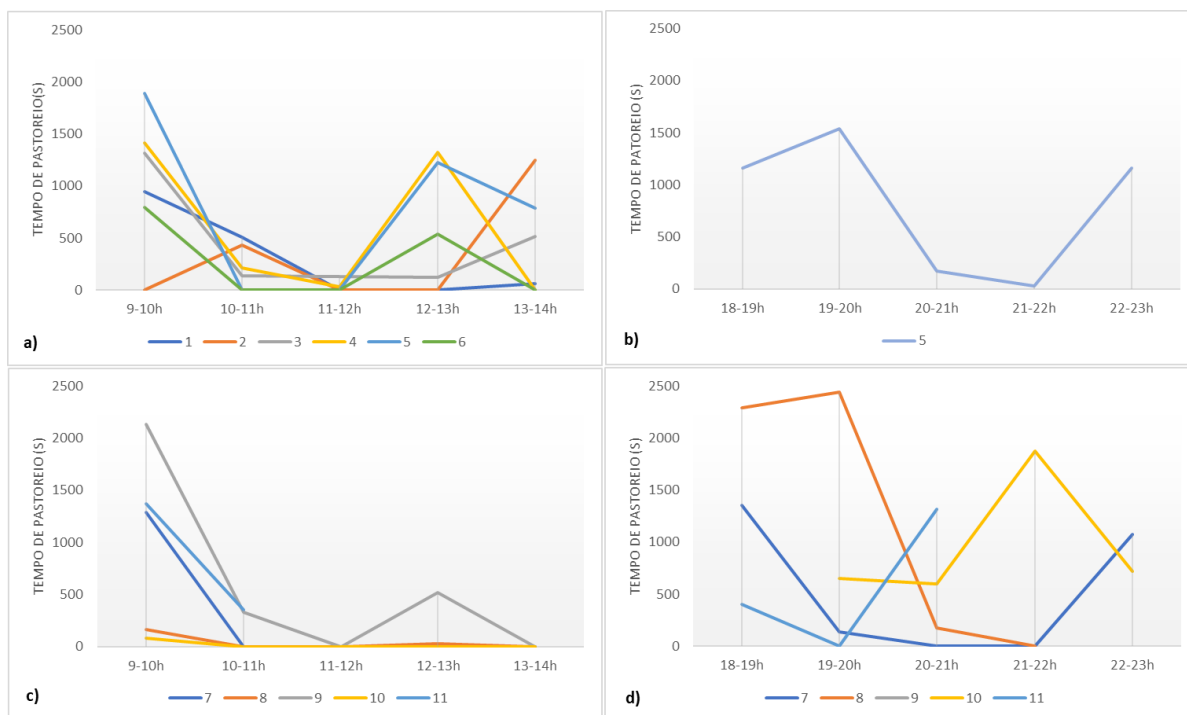 2500
2000
1500
1000
500
0
TEMPO DE PASTOREIO(S)
9-10h 10-11h 11-12h 12-13h 13-14h
a)
1 2 3 4 5 6
2500
2000
1500
1000
500
0
TEMPO DE PATOREIO (S)
18-19h 19-20h 20-21h 21-22h 22-23h
b)
5
2500
2000
1500
1000
500
0
TEMPO DE PASTOREIO (S)
9-10h 10-11h 11-12h 12-13h 13-14h
c)
7 8 9 10 11
2500
2000
1500
1000
500
0
TEMPO DE PASTOREIO (S)
18-19h 19-20h 20-21h 21-22h 22-23h
d)
7 8 9 10 11